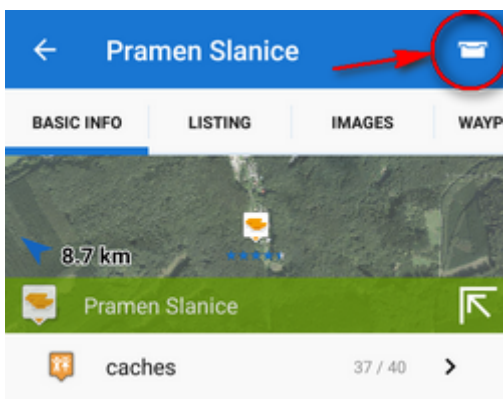 Pramen Slanice
BASIC INFO LISTING IMAGES WAYP
8.7 km
Pramen Slanice
caches 37 / 40